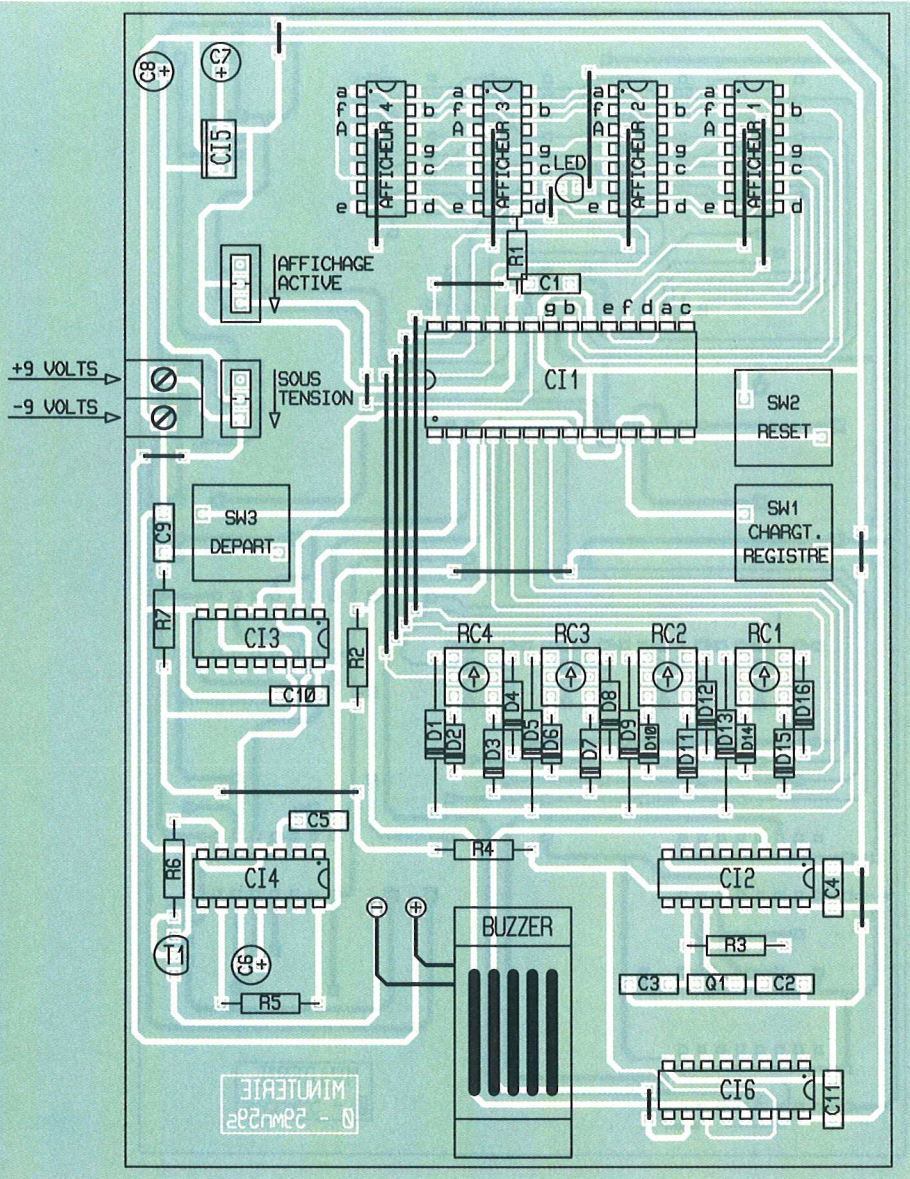 C8
+
C7
+
CI5
a
f
A
e
AFFICHEUR 4
b
g
c
d
a
f
A
e
AFFICHEUR 3
b
g
c
d
LED
a
f
A
e
AFFICHEUR 2
b
g
c
d
a
f
A
e
AFFICHEUR 1
b
g
c
d
R1
C1
AFFICHAGE
ACTIVE
gb efdac
CI1
+9 VOLTS
-9 VOLTS
SOUS
TENSION
SW2
RESET
SW3
DEPART
C9
SW1
CHARGT.
REGISTRE
R7
CI3
R2
C10
RC4
RC3
RC2
RC1
D1
D2
D3
D4
D5
D6
D7
D8
D9
D10
D11
D12
D13
D14
D15
D16
C5
R6
CI4
R4
CI2
C4
- +
BUZZER
T1
C6
+
R5
R3
C3
Q1
C2
CI6
C11
MINUTERIE
0 - 59mn59s